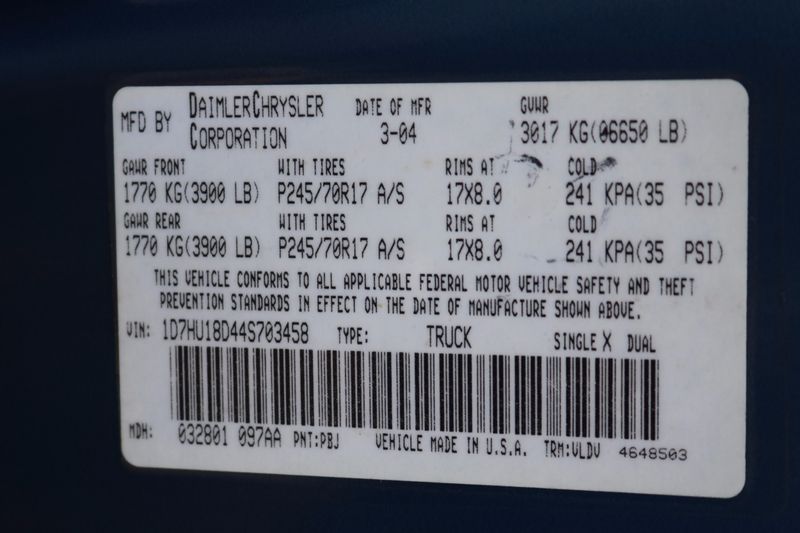 MFD BY DAIMLERCHRYSLER CORPORATION DATE OF MFR 3-04 GVWR 3017 KG(06650 LB)
GAWR FRONT WITH TIRES RIMS AT COLD
1770 KG(3900 LB) P245/70R17 A/S 17X8.0 241 KPA(35 PSI)
GAWR REAR WITH TIRES RIMS AT COLD
1770 KG(3900 LB) P245/70R17 A/S 17X8.0 241 KPA(35 PSI)
THIS VEHICLE CONFORMS TO ALL APPLICABLE FEDERAL MOTOR VEHICLE SAFETY AND THEFT
PREVENTION STANDARDS IN EFFECT ON THE DATE OF MANUFACTURE SHOWN ABOVE.
VIN: 1D7HU18D44S703458 TYPE: TRUCK SINGLE X DUAL
MDH: 032801 097AA PNT:PBJ VEHICLE MADE IN U.S.A. TRM:VLDV 4648503